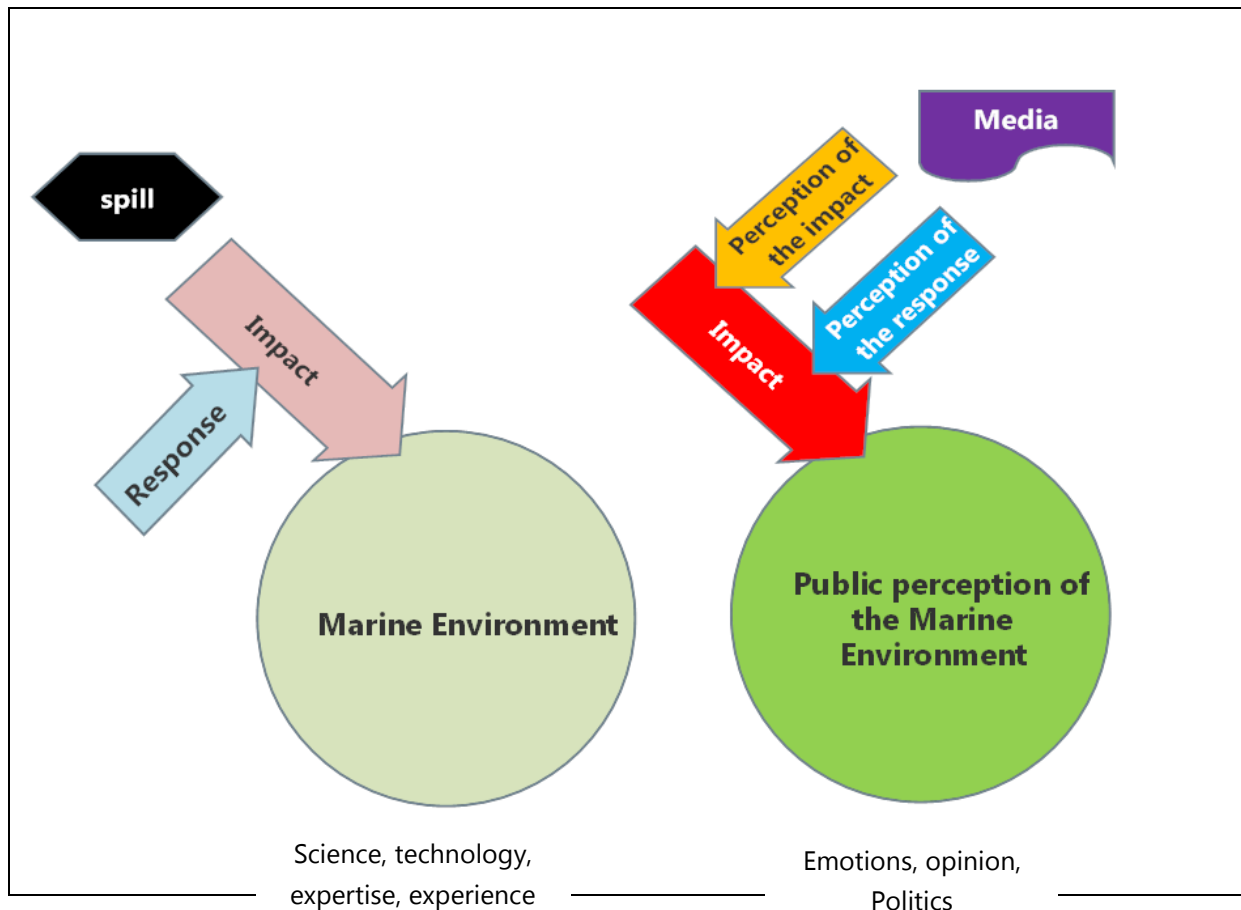 spill
Impact
Response
Marine Environment
Science, technology,
expertise, experience
Media
Perception of
the impact
Perception of
the response
Impact
Public perception of
the Marine
Environment
Emotions, opinion,
Politics